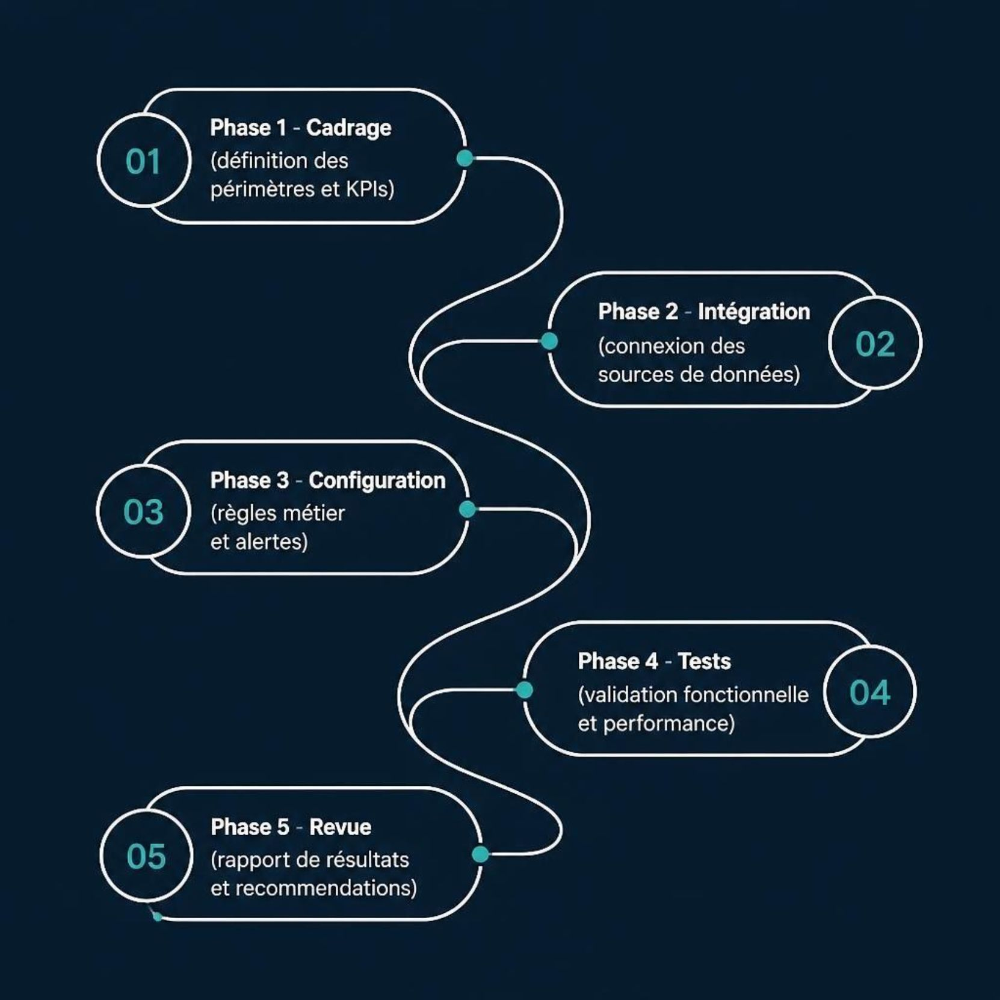 01
Phase 1 - Cadrage
(définition des
périmètres et KPIs)
Phase 2 - Intégration
(connexion des
sources de données)
02
03
Phase 3 - Configuration
(règles métier
et alertes)
Phase 4 - Tests
(validation fonctionnelle
et performance)
04
05
Phase 5 - Revue
(rapport de résultats
et recommendations)